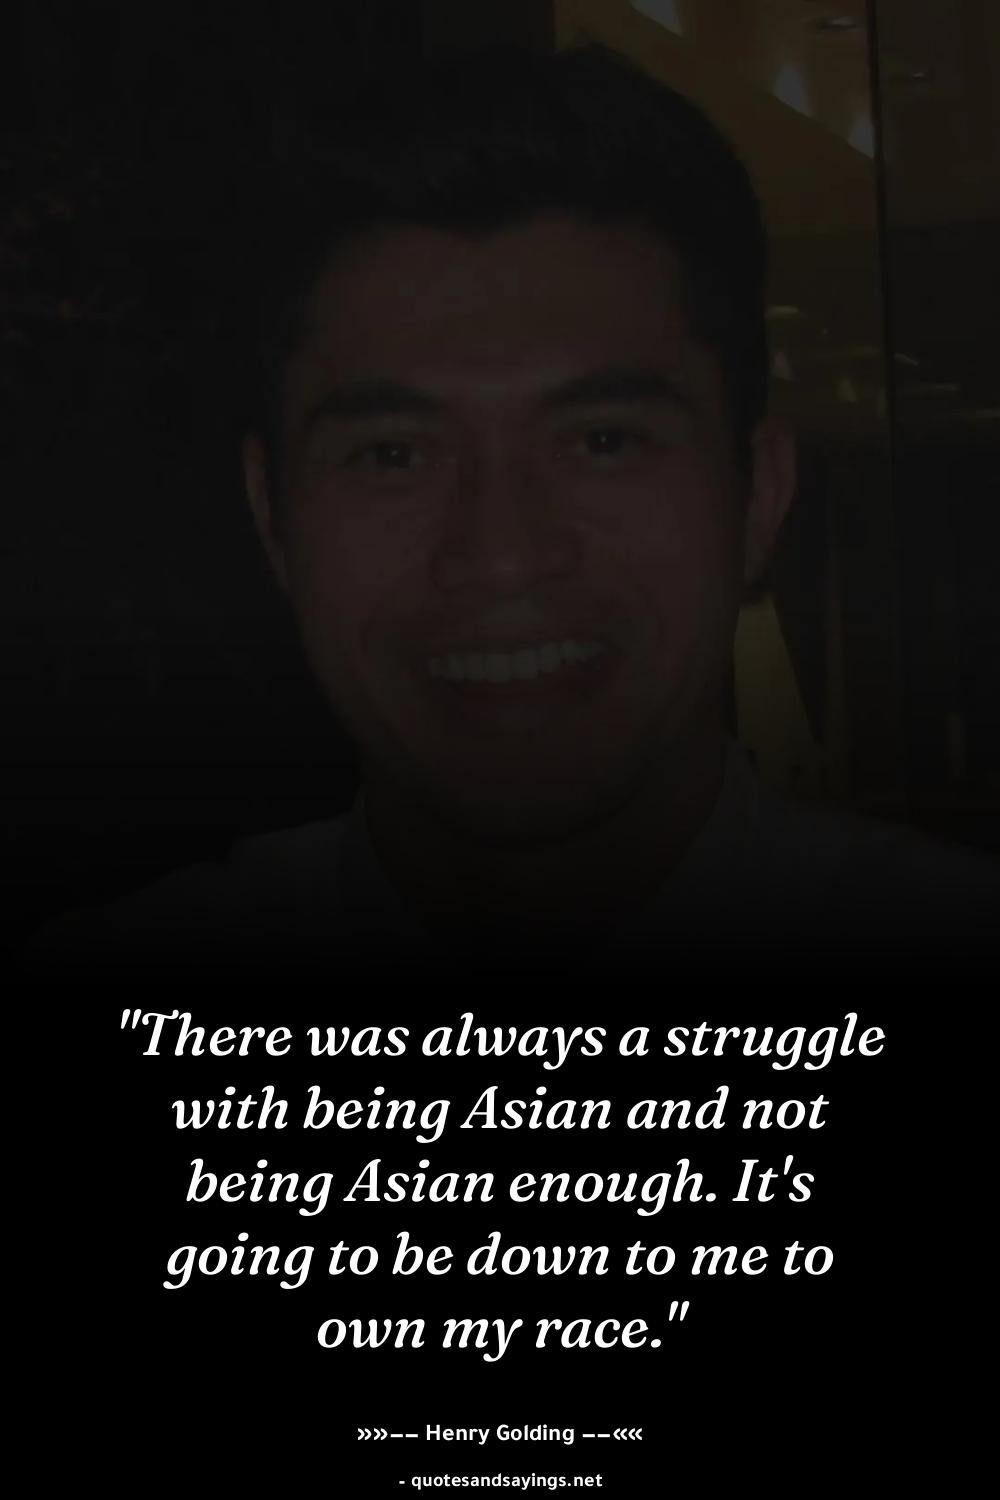 "There was always a struggle
with being Asian and not
being Asian enough. It's
going to be down to me to
own my race."
»»–– Henry Golding ––««
- quotesandsayings.net